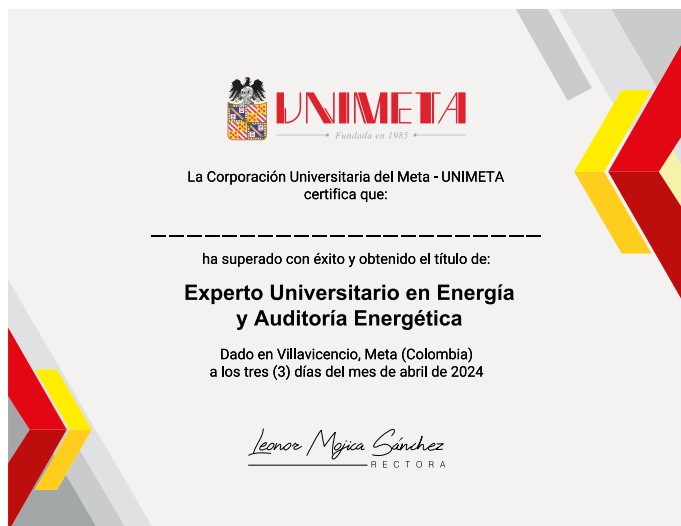 UNIMETA
Fundada en 1985
La Corporación Universitaria del Meta - UNIMETA
certifica que:
ha superado con éxito y obtenido el título de:
Experto Universitario en Energía
y Auditoría Energética
Dado en Villavicencio, Meta (Colombia)
a los tres (3) días del mes de abril de 2024
Leonor Mojica Sánchez
RECTORA